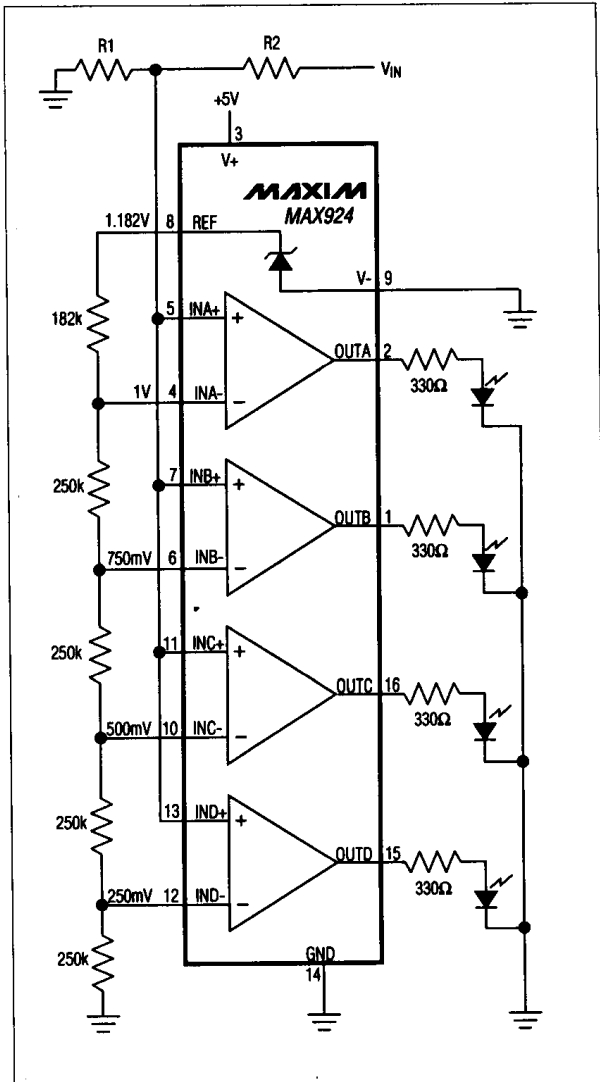 R1
R2
VIN
+5V
3
V+
MAXIM
MAX924
1.182V 8 REF
V- 9
182k
5 INA+
+
OUTA 2
330Ω
1V 4 INA-
−
250k
7 INB+
+
OUTB 1
330Ω
750mV 6 INB-
−
250k
11 INC+
+
OUTC 16
330Ω
500mV 10 INC-
−
250k
13 IND+
+
OUTD 15
330Ω
250mV 12 IND-
−
250k
GND
14